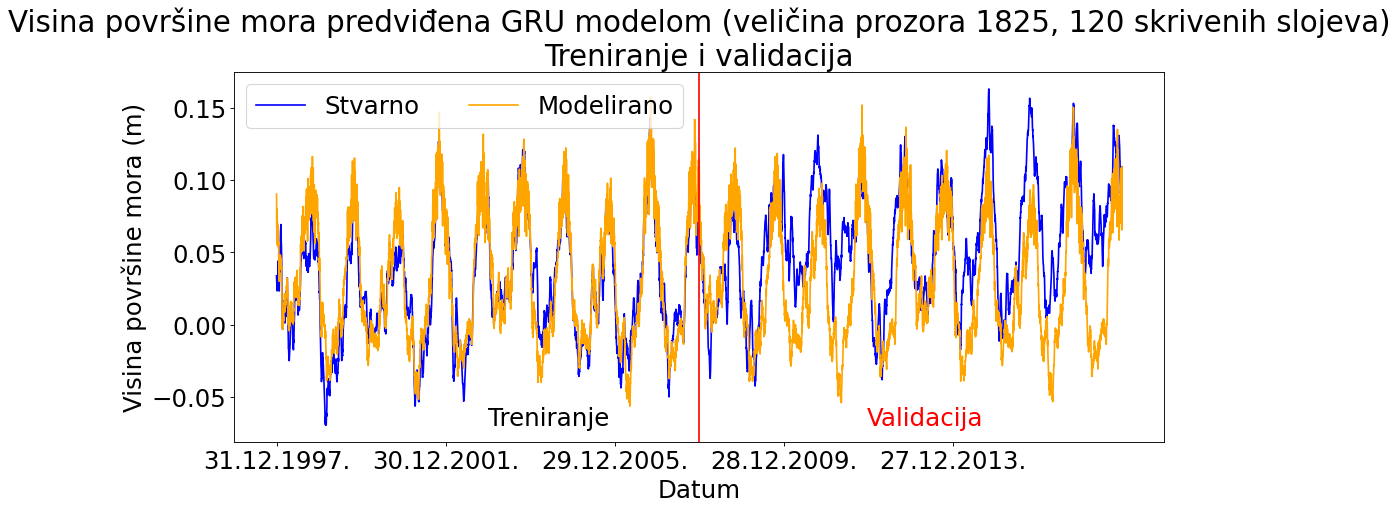 Visina površine mora predviđena GRU modelom (veličina prozora 1825, 120 skrivenih slojeva)
Treniranje i validacija
Stvarno Modelirano
Visina površine mora (m)
0.15
0.10
0.05
0.00
−0.05
Treniranje Validacija
31.12.1997. 30.12.2001. 29.12.2005. 28.12.2009. 27.12.2013.
Datum